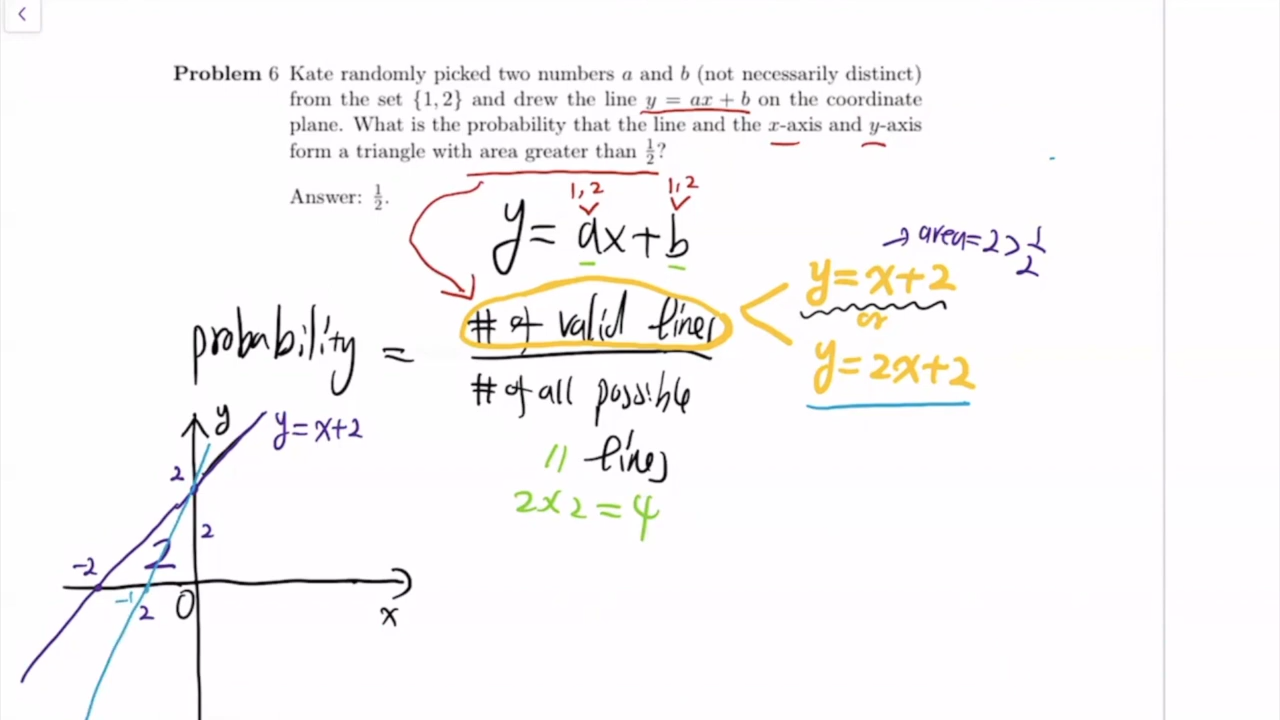 Problem 6 Kate randomly picked two numbers a and b (not necessarily distinct)
from the set {1, 2} and drew the line y = ax + b on the coordinate
plane. What is the probability that the line and the x-axis and y-axis
form a triangle with area greater than 1/2?
Answer: 1/2.
1,2 1,2
y = ax+b
→ area=2>1/2
y=x+2
or
y=2x+2
probability = # of valid lines
# of all possible
lines
||
2×2=4
y
y=x+2
2
2
2
-2
-1
2
O
x